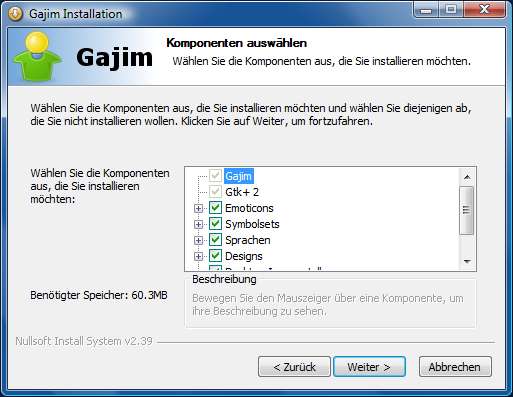 Gajim Installation
Gajim
Komponenten auswählen
Wählen Sie die Komponenten aus, die Sie installieren möchten.
Wählen Sie die Komponenten aus, die Sie installieren möchten und wählen Sie diejenigen ab,
die Sie nicht installieren wollen. Klicken Sie auf Weiter, um fortzufahren.
Wählen Sie die Komponenten
aus, die Sie installieren
möchten:
Gajim
Gtk+ 2
Emoticons
Symbolsets
Sprachen
Designs
Benötigter Speicher: 60.3MB
Beschreibung
Bewegen Sie den Mauszeiger über eine Komponente, um
ihre Beschreibung zu sehen.
Nullsoft Install System v2.39
< Zurück
Weiter >
Abbrechen